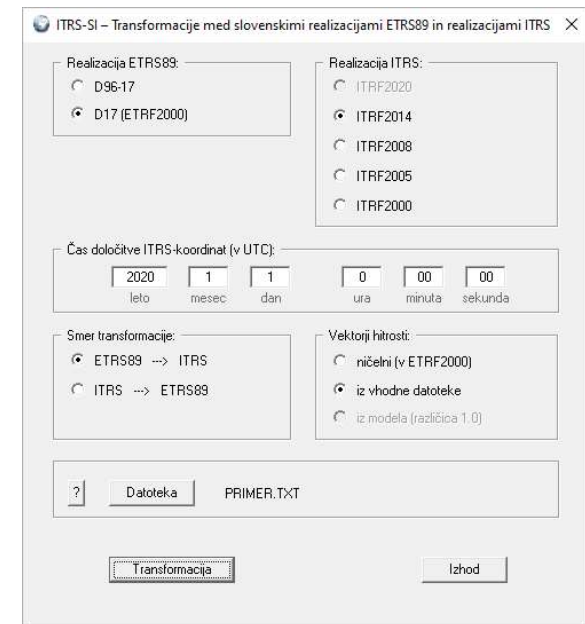 ITRS-SI – Transformacije med slovenskimi realizacijami ETRS89 in realizacijami ITRS
Realizacija ETRS89:
D96-17
D17 (ETRF2000)
Realizacija ITRS:
ITRF2020
ITRF2014
ITRF2008
ITRF2005
ITRF2000
Čas določitve ITRS-koordinat (v UTC):
2020 1 1 0 00 00
leto mesec dan ura minuta sekunda
Smer transformacije:
ETRS89 ---> ITRS
ITRS ---> ETRS89
Vektorji hitrosti:
ničelni (v ETRF2000)
iz vhodne datoteke
iz modela (različica 1.0)
? Datoteka PRIMER.TXT
Transformacija Izhod